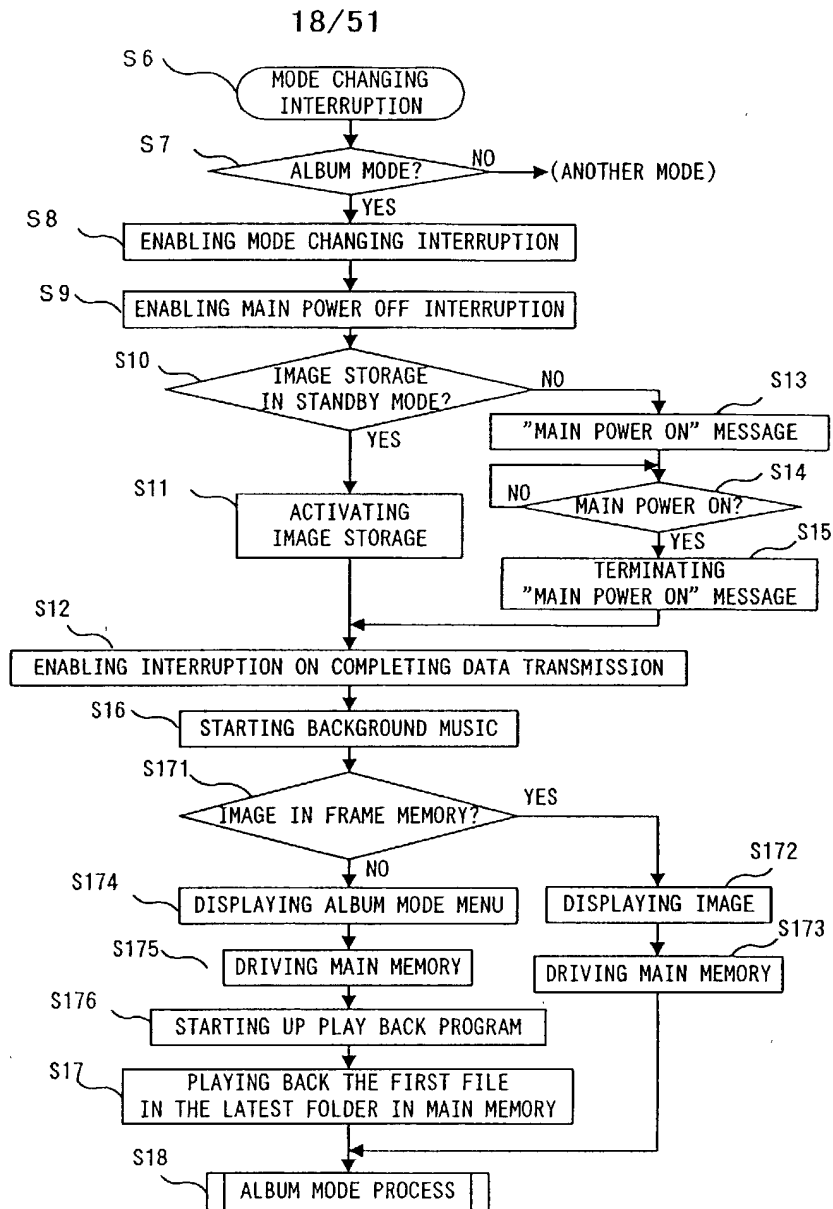 18/51
S6
MODE CHANGING
INTERRUPTION
S7
ALBUM MODE?
NO
(ANOTHER MODE)
YES
S8
ENABLING MODE CHANGING INTERRUPTION
S9
ENABLING MAIN POWER OFF INTERRUPTION
S10
IMAGE STORAGE
IN STANDBY MODE?
NO
YES
S13
"MAIN POWER ON" MESSAGE
S14
MAIN POWER ON?
NO
YES
S11
ACTIVATING
IMAGE STORAGE
S15
TERMINATING
"MAIN POWER ON" MESSAGE
S12
ENABLING INTERRUPTION ON COMPLETING DATA TRANSMISSION
S16
STARTING BACKGROUND MUSIC
S171
IMAGE IN FRAME MEMORY?
YES
NO
S174
DISPLAYING ALBUM MODE MENU
S172
DISPLAYING IMAGE
S175
DRIVING MAIN MEMORY
S173
DRIVING MAIN MEMORY
S176
STARTING UP PLAY BACK PROGRAM
S17
PLAYING BACK THE FIRST FILE
IN THE LATEST FOLDER IN MAIN MEMORY
S18
ALBUM MODE PROCESS